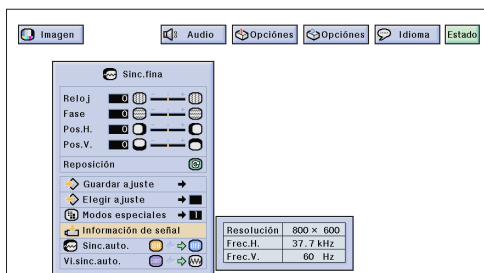 Imagen Audio Opciónes Opciónes Idioma Estado
Sinc.fina
Reloj 0
Fase 0
Pos.H. 0
Pos.V. 0
Reposición
Guardar ajuste
Elegir ajuste
Modos especiales 1
Información de señal
Resolución 800 × 600
Sinc.auto.
Frec.H. 37.7 kHz
Vi.sinc.auto.
Frec.V. 60 Hz